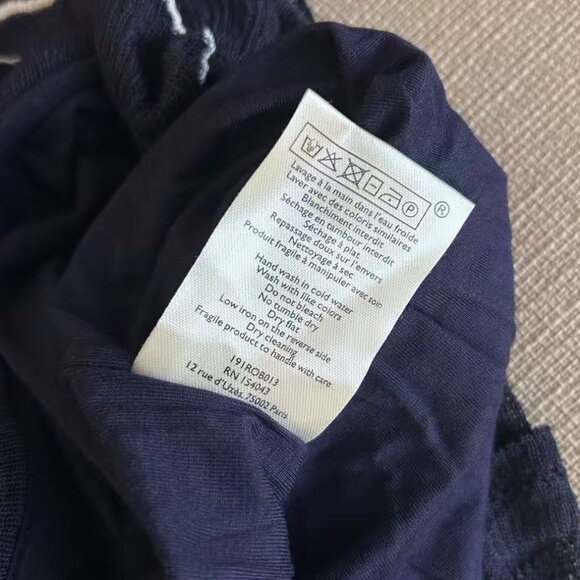 P ®
Lavage à la main dans l'eau froide
Laver avec des coloris similaires
Blanchiment interdit
Séchage en tambour interdit
Séchage à plat
Repassage doux sur l'envers
Nettoyage à sec
Produit fragile à manipuler avec soin
Hand wash in cold water
Wash with like colors
Do not bleach
No tumble dry
Dry flat
Low iron on the reverse side
Dry cleaning
Fragile product to handle with care
191ROB013
RN 154043
12 rue d'Uzès, 75002 Paris